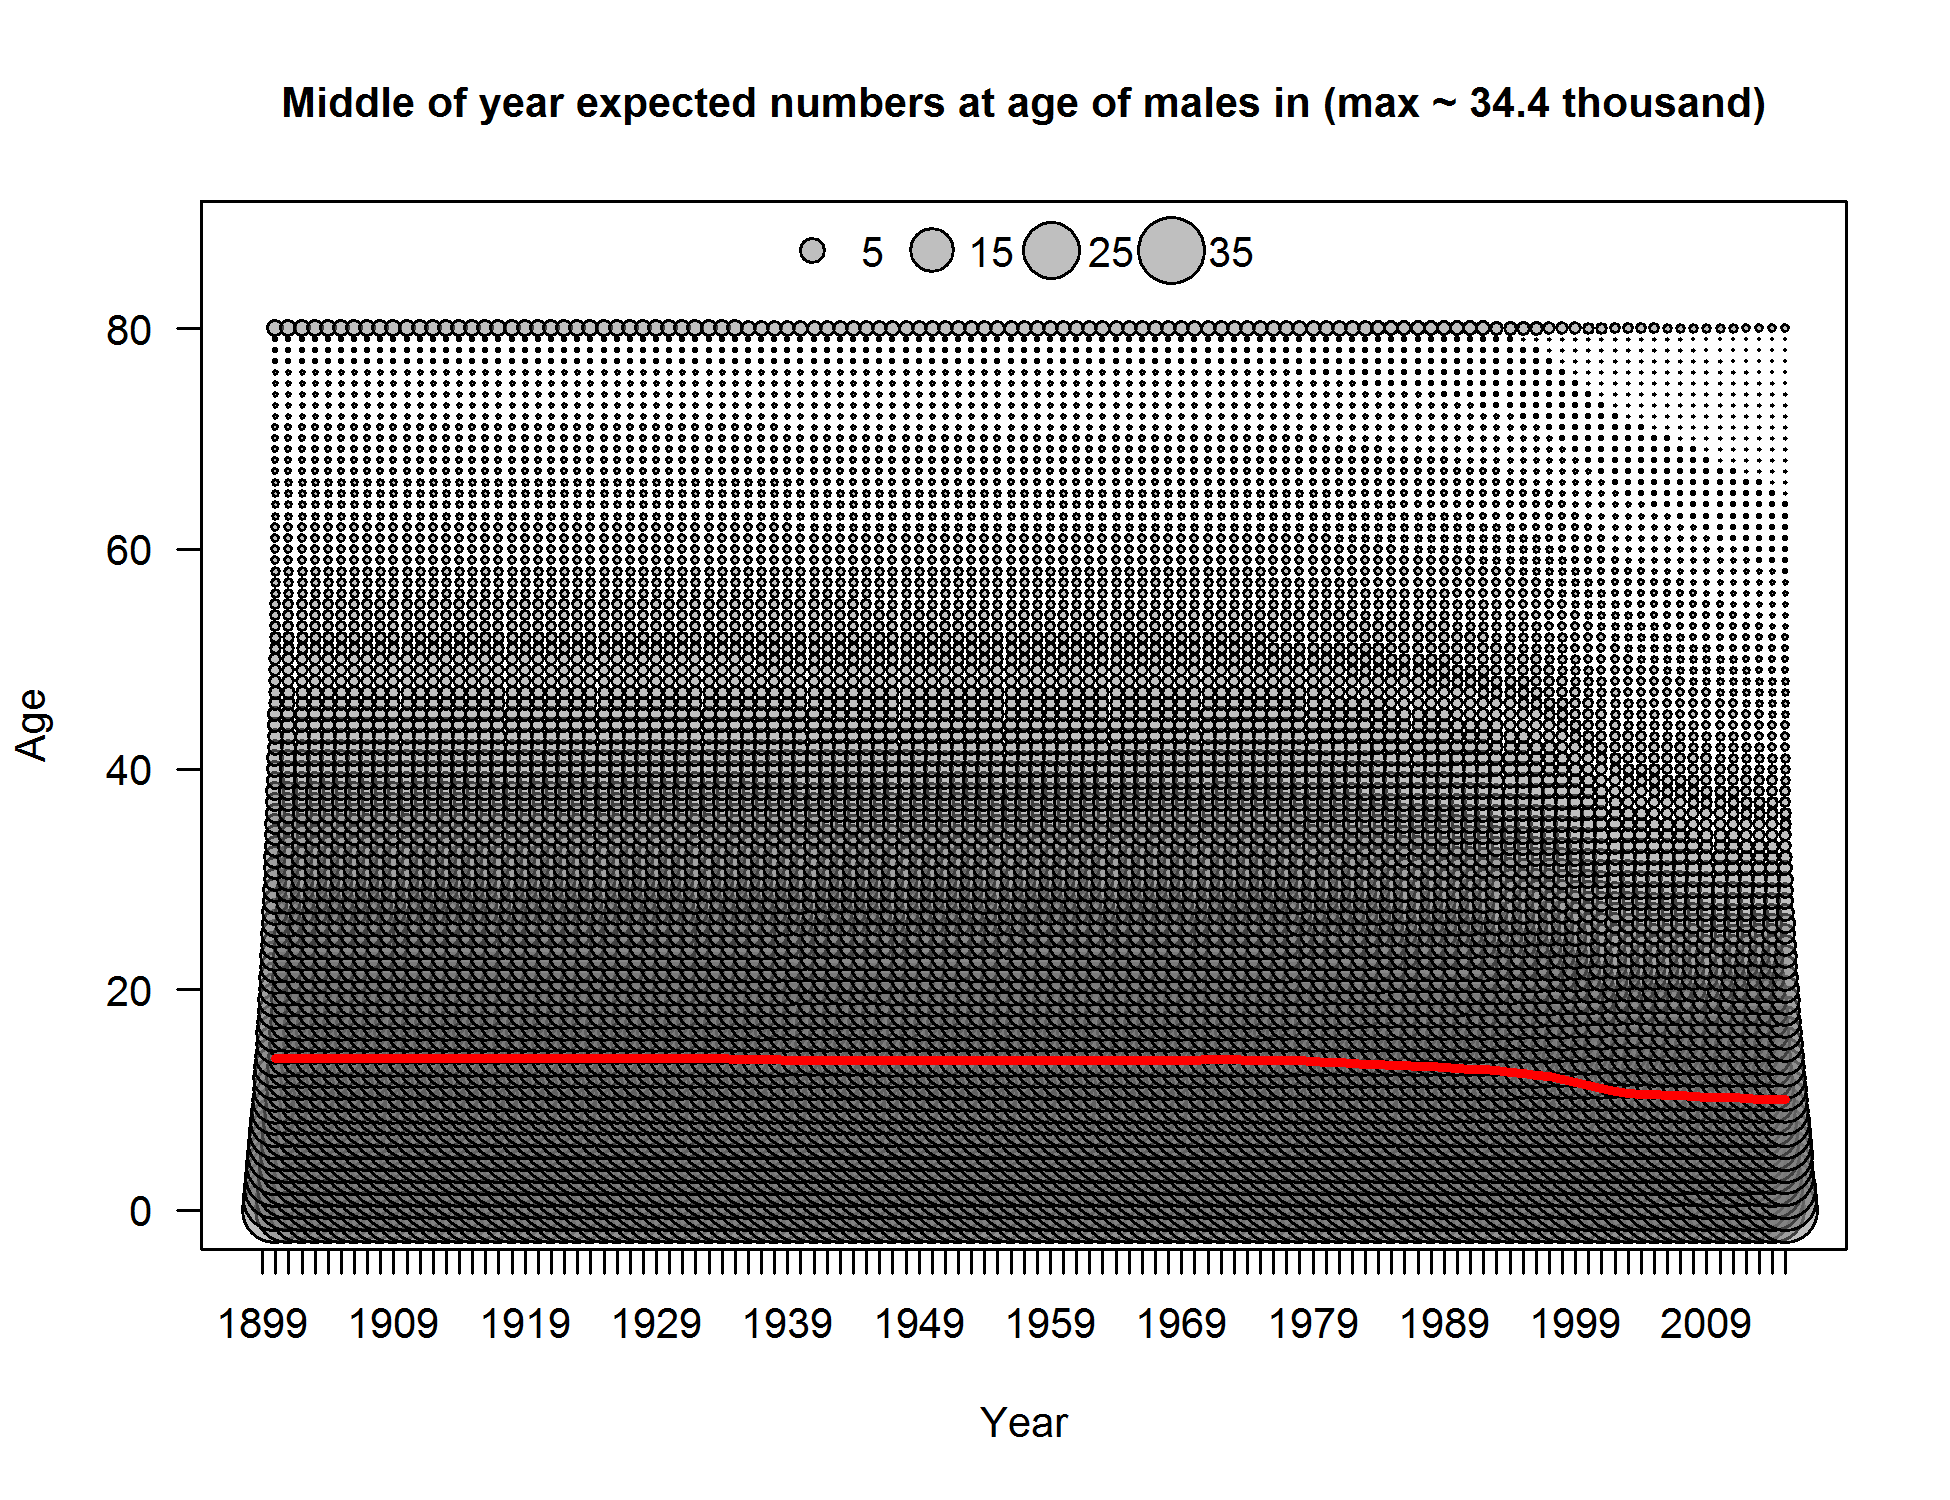 Middle of year expected numbers at age of males in (max ~ 34.4 thousand)
5 15 25 35
80
60
40
20
0
Age
1899 1909 1919 1929 1939 1949 1959 1969 1979 1989 1999 2009
Year